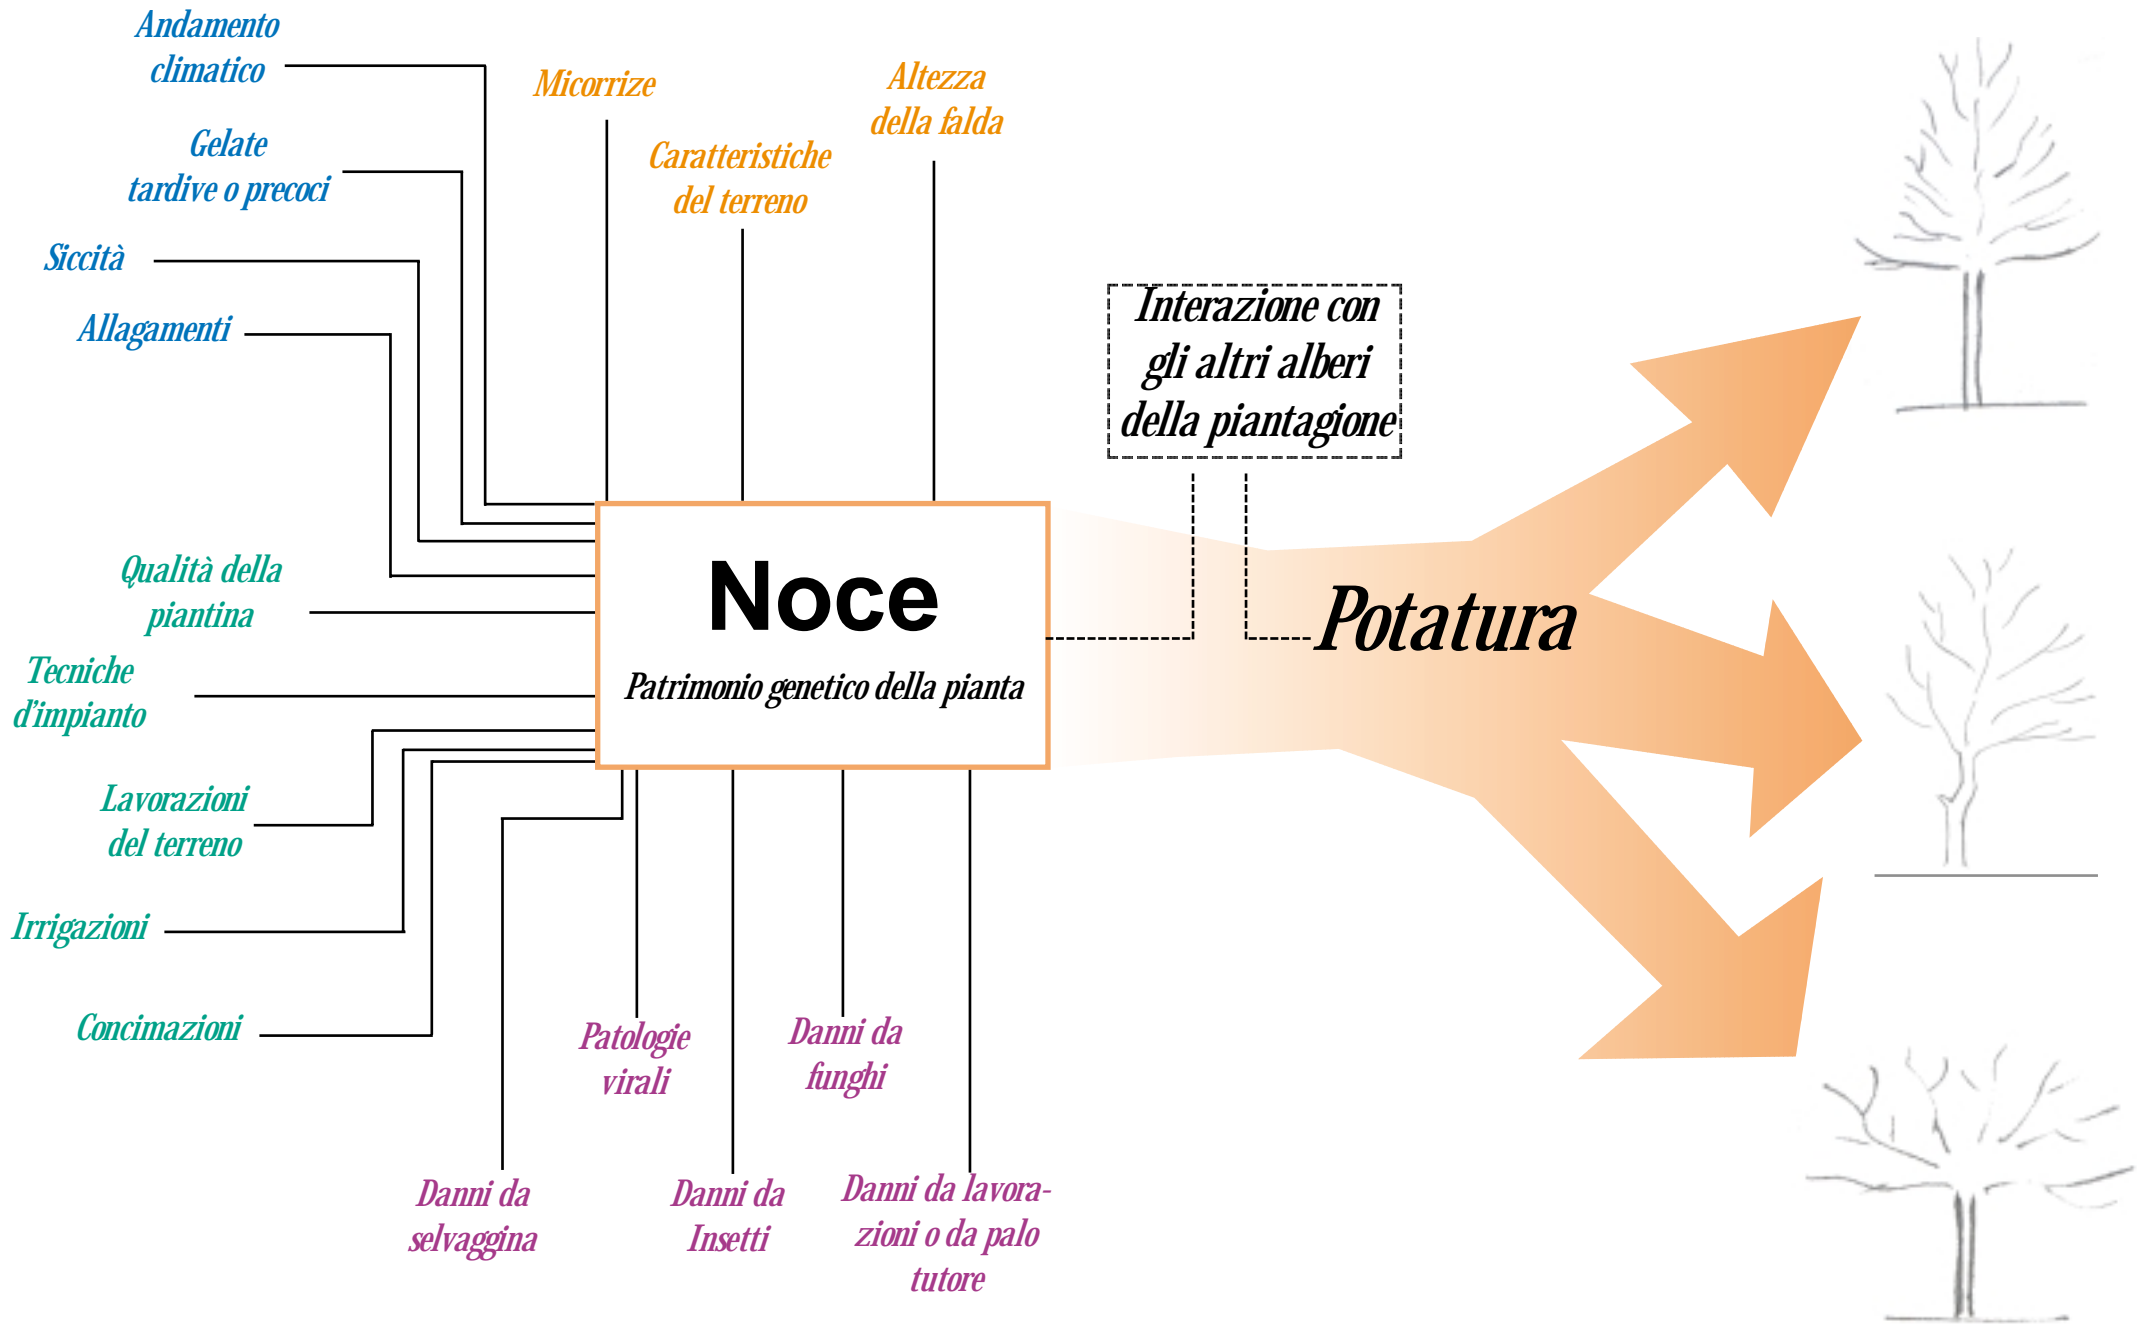 Andamento
climatico
Micorrize
Altezza
della falda
Gelate
tardive o precoci
Caratteristiche
del terreno
Siccità
Allagamenti
Interazione con
gli altri alberi
della piantagione
Qualità della
piantina
Noce
Patrimonio genetico della pianta
Potatura
Tecniche
d'impianto
Lavorazioni
del terreno
Irrigazioni
Concimazioni
Patologie
virali
Danni da
funghi
Danni da
selvaggina
Danni da
Insetti
Danni da lavora-
zioni o da palo
tutore